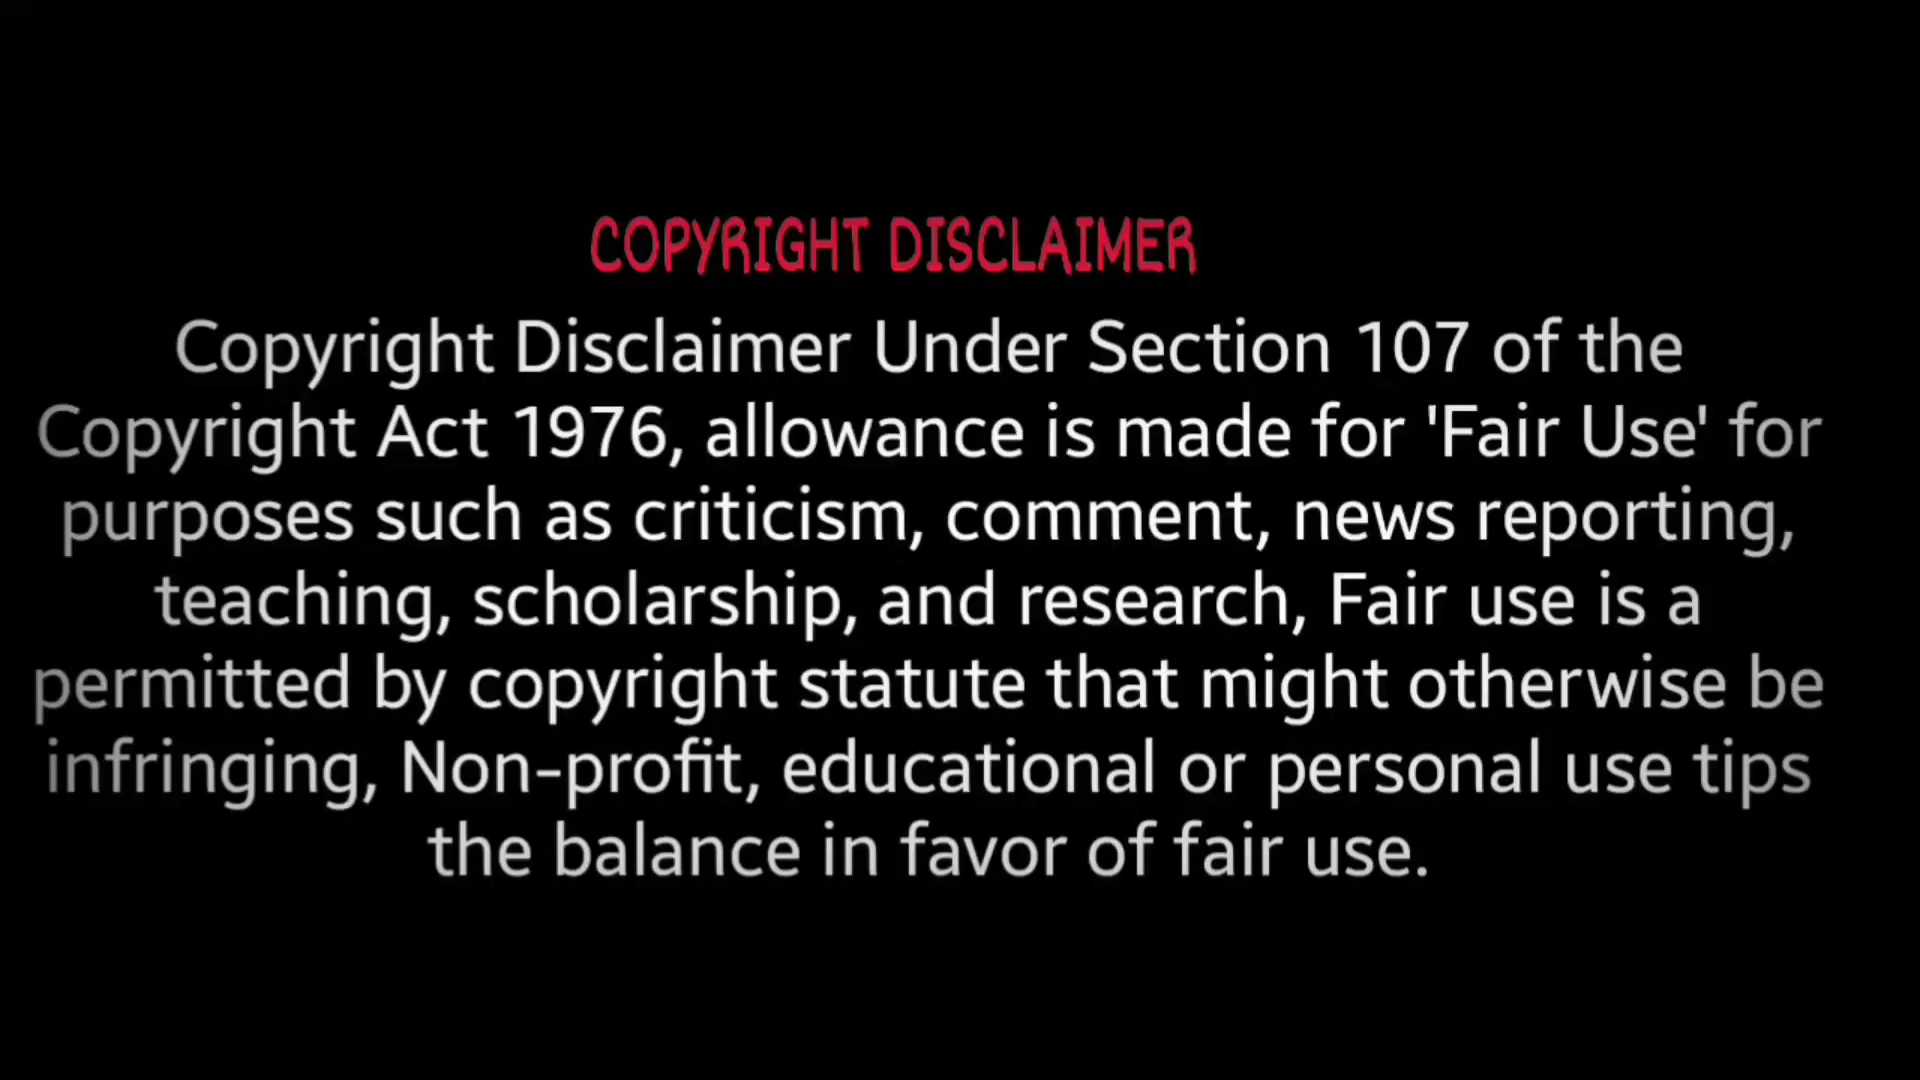 COPYRIGHT DISCLAIMER
Copyright Disclaimer Under Section 107 of the
Copyright Act 1976, allowance is made for 'Fair Use' for
purposes such as criticism, comment, news reporting,
teaching, scholarship, and research, Fair use is a
permitted by copyright statute that might otherwise be
infringing, Non-profit, educational or personal use tips
the balance in favor of fair use.